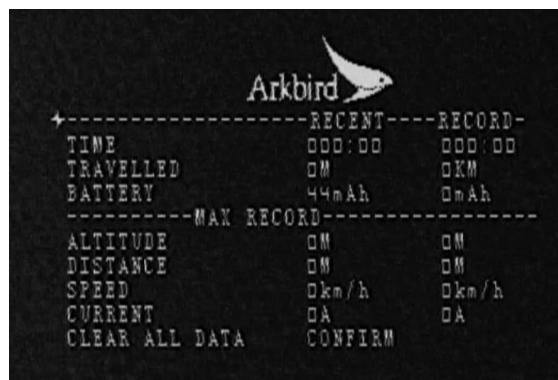 Arkbird
--------------------RECENT----RECORD-
TIME 000:00 000:00
TRAVELLED 0M 0KM
BATTERY 44mAh 0mAh
----------MAX RECORD-----------------
ALTITUDE 0M 0M
DISTANCE 0M 0M
SPEED 0km/h 0km/h
CURRENT 0A 0A
CLEAR ALL DATA CONFIRM